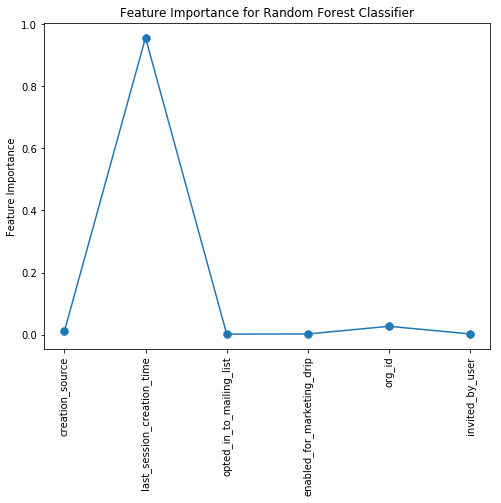 Feature Importance for Random Forest Classifier
Feature Importance
1.0
0.8
0.6
0.4
0.2
0.0
creation_source
last_session_creation_time
opted_in_to_mailing_list
enabled_for_marketing_drip
org_id
invited_by_user